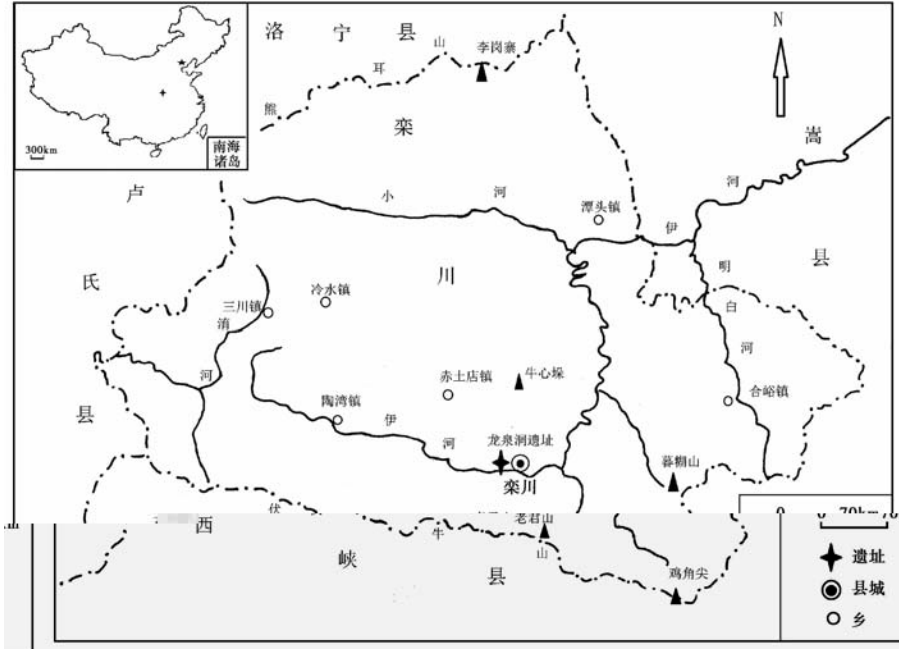 洛宁县
N
山
李岗寨
耳
熊
栾
嵩
300km
南海
诸岛
卢
小
河
潭头镇
伊
河
川
明
县
氏
冷水镇
三川镇
淯
白
河
牛心垛
赤土店镇
河
合峪镇
陶湾镇
伊
县
龙泉洞遗址
河
暮糊山
栾川
伏
0
70km
老君山
西
牛
山
遗址
峡
县
鸡角尖
县城
乡